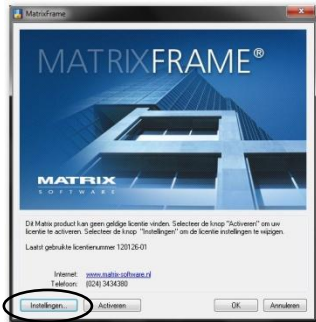 MatrixFrame
MATRIXFRAME®
MATRIX
SOFTWARE
Dit Matrix product kan geen geldige licentie vinden. Selecteer de knop "Activeren" om uw
licentie te activeren. Selecteer de knop "Instellingen" om de licentie instellingen te wijzigen.
Laatst gebruikte licentienummer 120126-01
Internet: www.matrix-software.nl
Telefoon: (024) 3434380
Instellingen... Activeren OK Annuleren